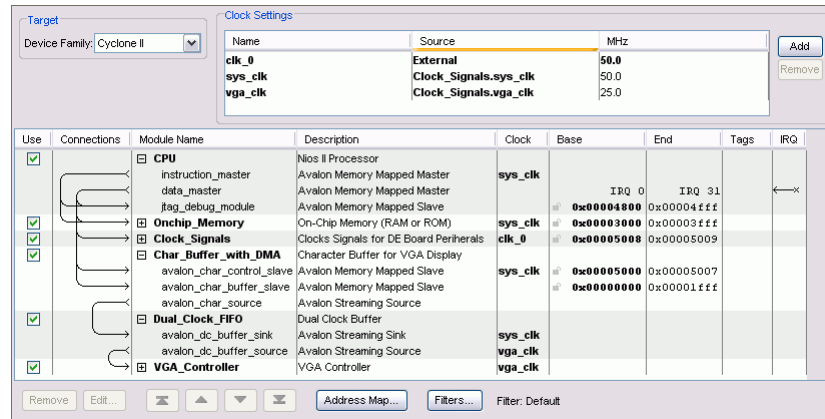 Target
Device Family: Cyclone II
Clock Settings
Name Source MHz
clk_0 External 50.0
sys_clk Clock_Signals.sys_clk 50.0
vga_clk Clock_Signals.vga_clk 25.0
Add
Remove
Use Connections Module Name Description Clock Base End Tags IRQ
CPU Nios II Processor
instruction_master Avalon Memory Mapped Master sys_clk
data_master Avalon Memory Mapped Master IRQ 0 IRQ 31
jtag_debug_module Avalon Memory Mapped Slave 0x00004800 0x00004fff
Onchip_Memory On-Chip Memory (RAM or ROM) sys_clk 0x00003000 0x00003fff
Clock_Signals Clocks Signals for DE Board Periherals clk_0 0x00005008 0x00005009
Char_Buffer_with_DMA Character Buffer for VGA Display
avalon_char_control_slave Avalon Memory Mapped Slave sys_clk 0x00005000 0x00005007
avalon_char_buffer_slave Avalon Memory Mapped Slave 0x00000000 0x00001fff
avalon_char_source Avalon Streaming Source
Dual_Clock_FIFO Dual Clock Buffer
avalon_dc_buffer_sink Avalon Streaming Sink sys_clk
avalon_dc_buffer_source Avalon Streaming Source vga_clk
VGA_Controller VGA Controller vga_clk
Remove Edit... Address Map... Filters... Filter: Default